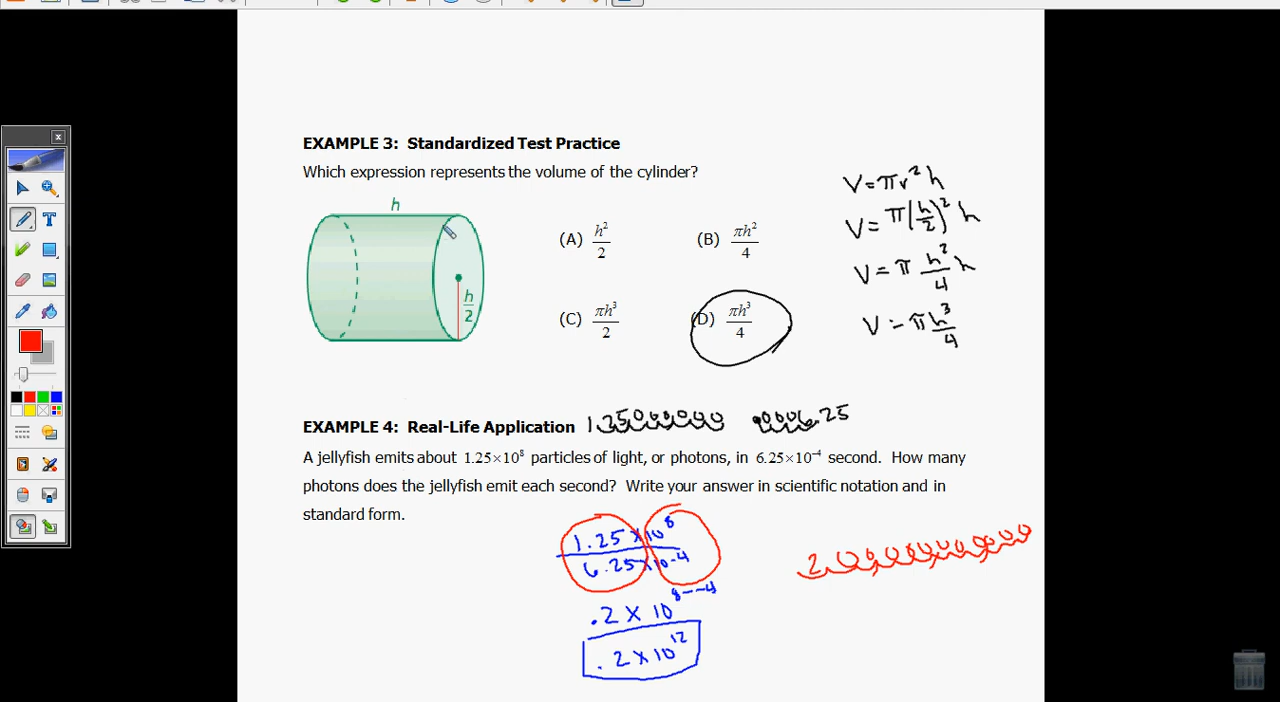 EXAMPLE 3: Standardized Test Practice
Which expression represents the volume of the cylinder?
h
h/2
(A) h²/2 (B) πh²/4
(C) πh³/2 (D) πh³/4
V=πr²h
V=π(h/2)²h
V=π h²/4 h
V=πh³/4
EXAMPLE 4: Real-Life Application
A jellyfish emits about 1.25×10⁸ particles of light, or photons, in 6.25×10⁻⁴ second. How many
photons does the jellyfish emit each second? Write your answer in scientific notation and in
standard form.
1.25×10⁸
6.25×10⁻⁴
.2×10⁸⁻⁻⁴
.2×10¹²
T
x